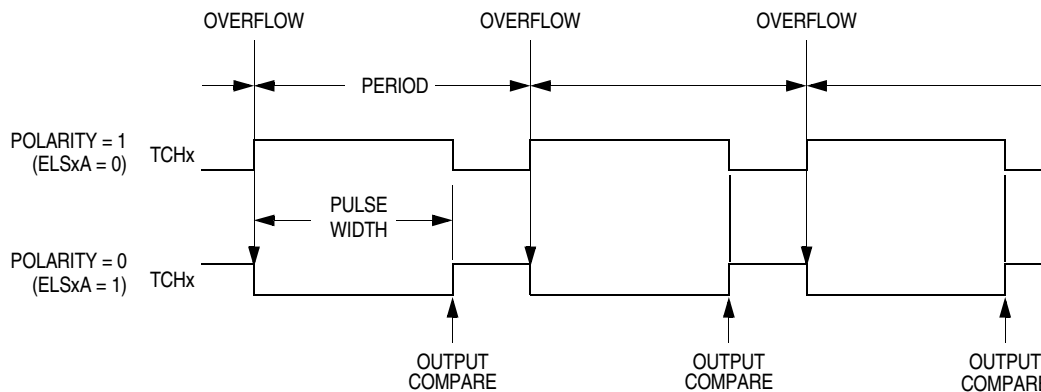 OVERFLOW
OVERFLOW
OVERFLOW
PERIOD
POLARITY = 1
(ELSxA = 0)
TCHx
PULSE
WIDTH
POLARITY = 0
(ELSxA = 1)
TCHx
OUTPUT
COMPARE
OUTPUT
COMPARE
OUTPUT
COMPARE